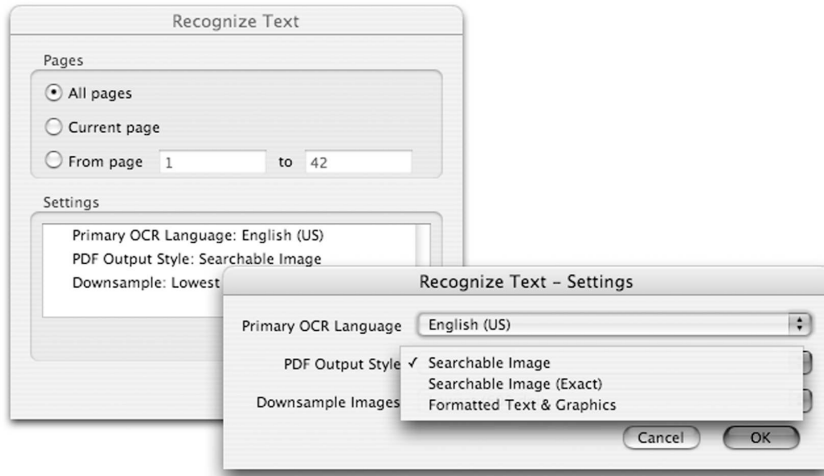 Recognize Text
Pages
All pages
Current page
From page 1 to 42
Settings
Primary OCR Language: English (US)
PDF Output Style: Searchable Image
Downsample: Lowest
Recognize Text – Settings
Primary OCR Language English (US)
PDF Output Style ✓ Searchable Image
Searchable Image (Exact)
Downsample Images Formatted Text & Graphics
Cancel OK